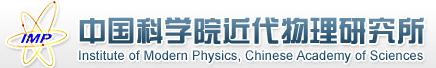 IMP
中国科学院近代物理研究所
Institute of Modern Physics, Chinese Academy of Sciences